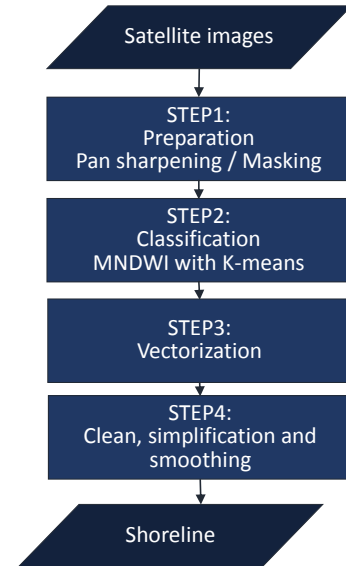 Satellite images
STEP1:
Preparation
Pan sharpening / Masking
STEP2:
Classification
MNDWI with K-means
STEP3:
Vectorization
STEP4:
Clean, simplification and
smoothing
Shoreline